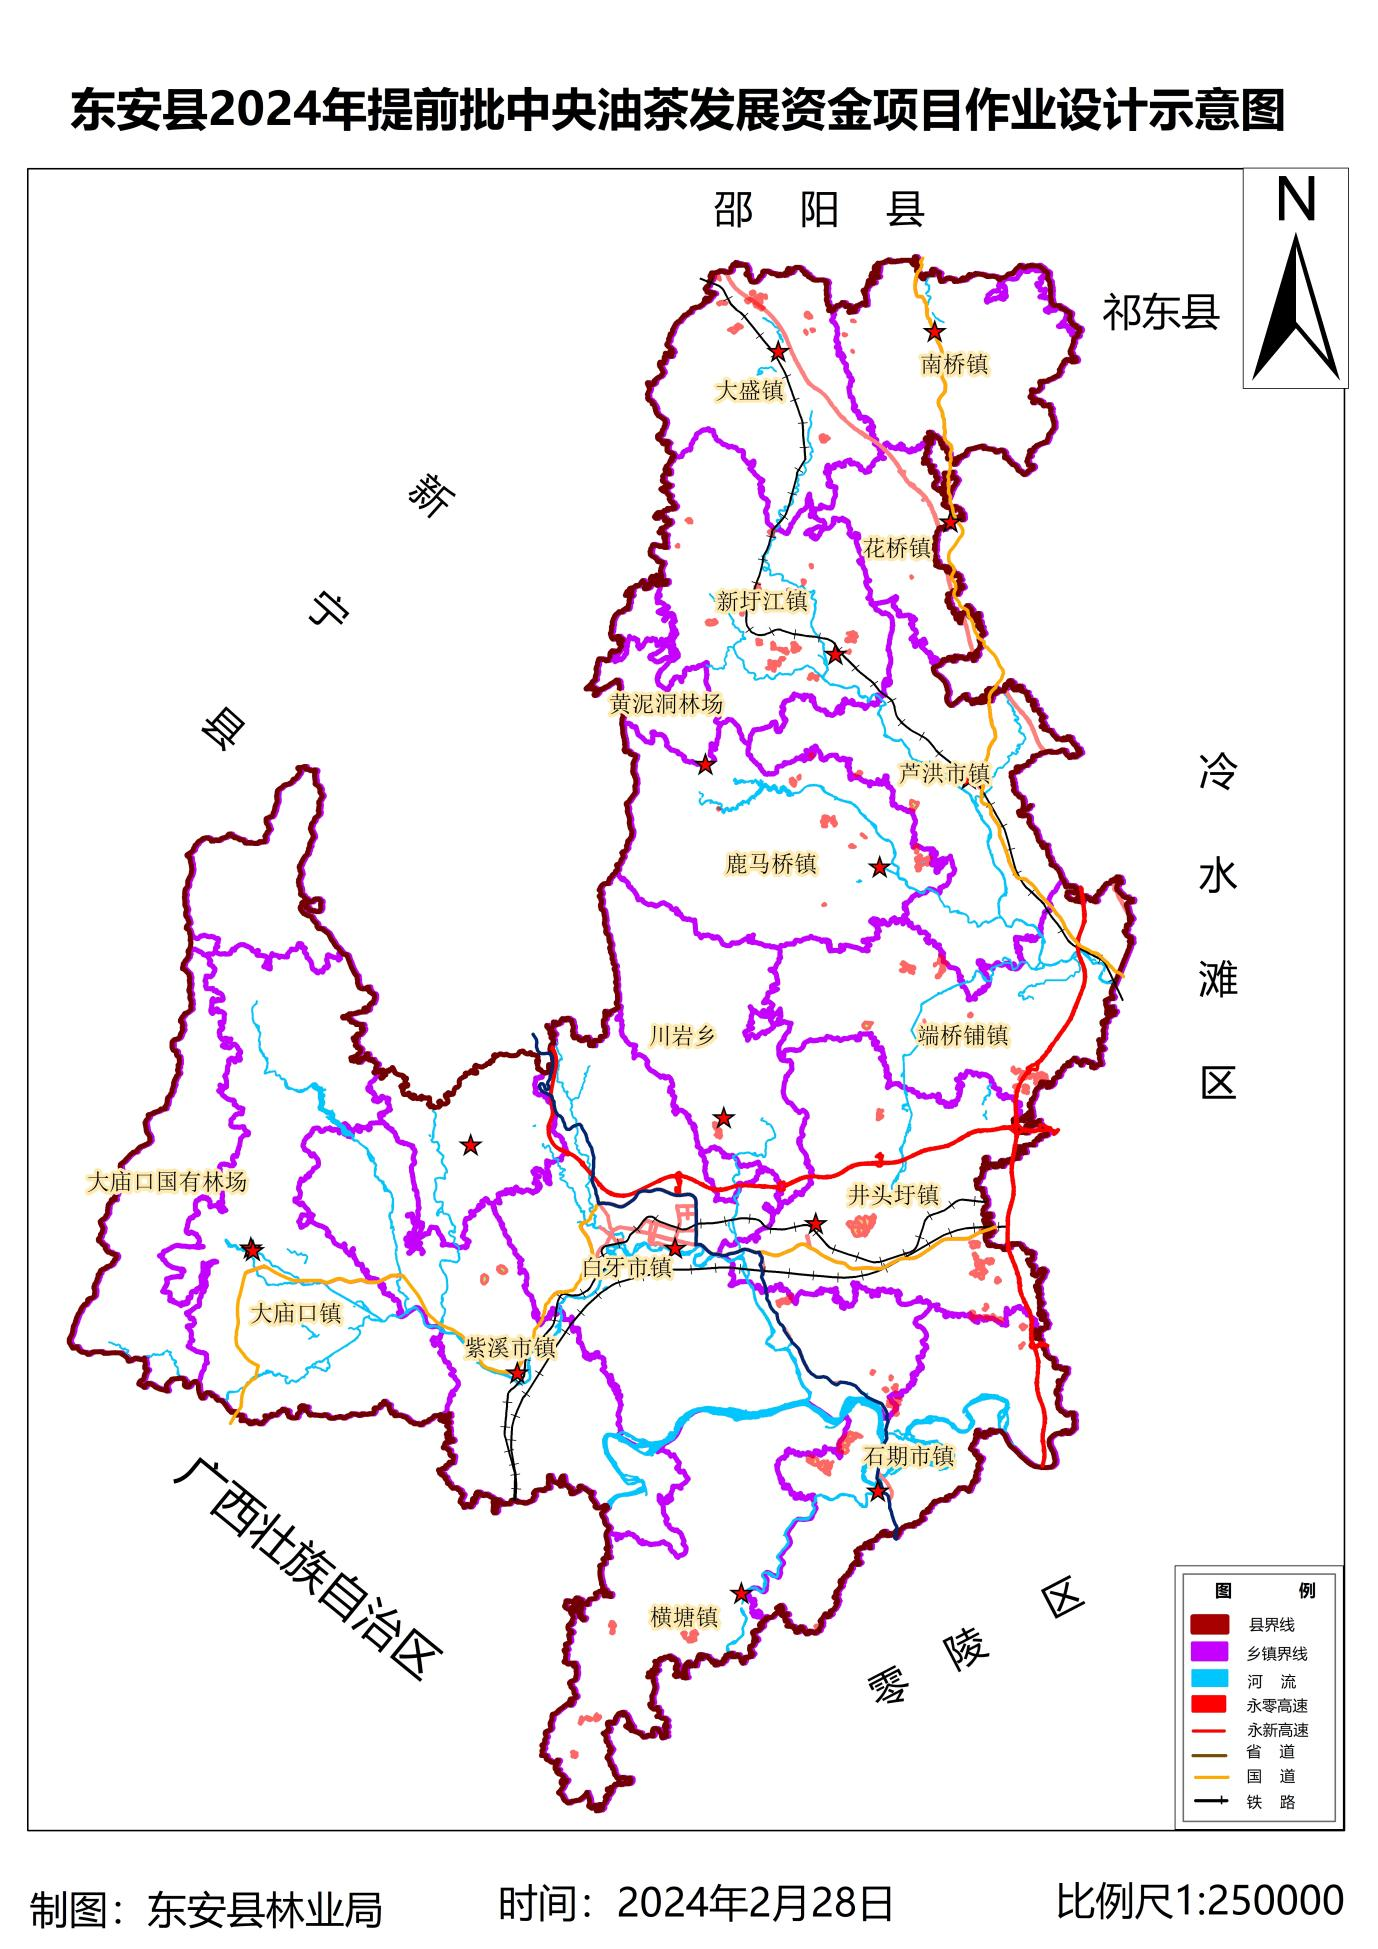 东安县2024年提前批中央油茶发展资金项目作业设计示意图
N
邵 阳 县
祁东县
南桥镇
大盛镇
新
宁
县
花桥镇
新圩江镇
黄泥洞林场
芦洪市镇
冷
水
滩
区
鹿马桥镇
川岩乡
端桥铺镇
大庙口国有林场
井头圩镇
白牙市镇
大庙口镇
紫溪市镇
石期市镇
广西壮族自治区
横塘镇
零 陵 区
图 例
县界线
乡镇界线
河 流
永零高速
永新高速
省 道
国 道
铁 路
制图：东安县林业局
时间：2024年2月28日
比例尺1:250000